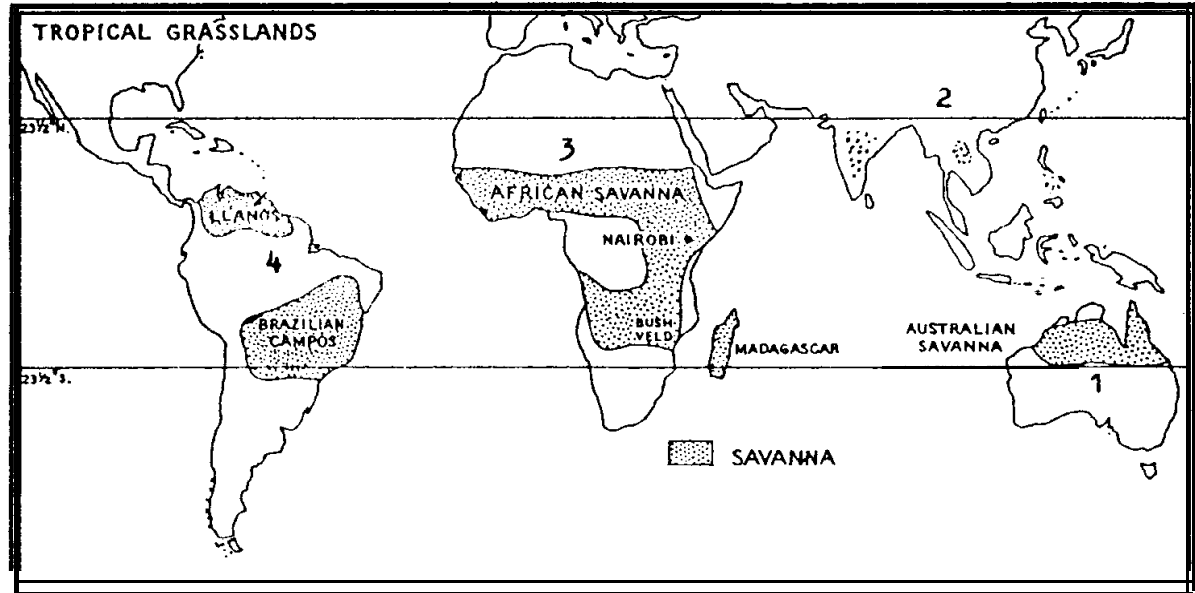 TROPICAL GRASSLANDS
23½°N.
2
3
AFRICAN SAVANNA
LLANOS
NAIROBI
4
BRAZILIAN
CAMPOS
BUSH
VELD
MADAGASCAR
AUSTRALIAN
SAVANNA
23½°S.
1
SAVANNA